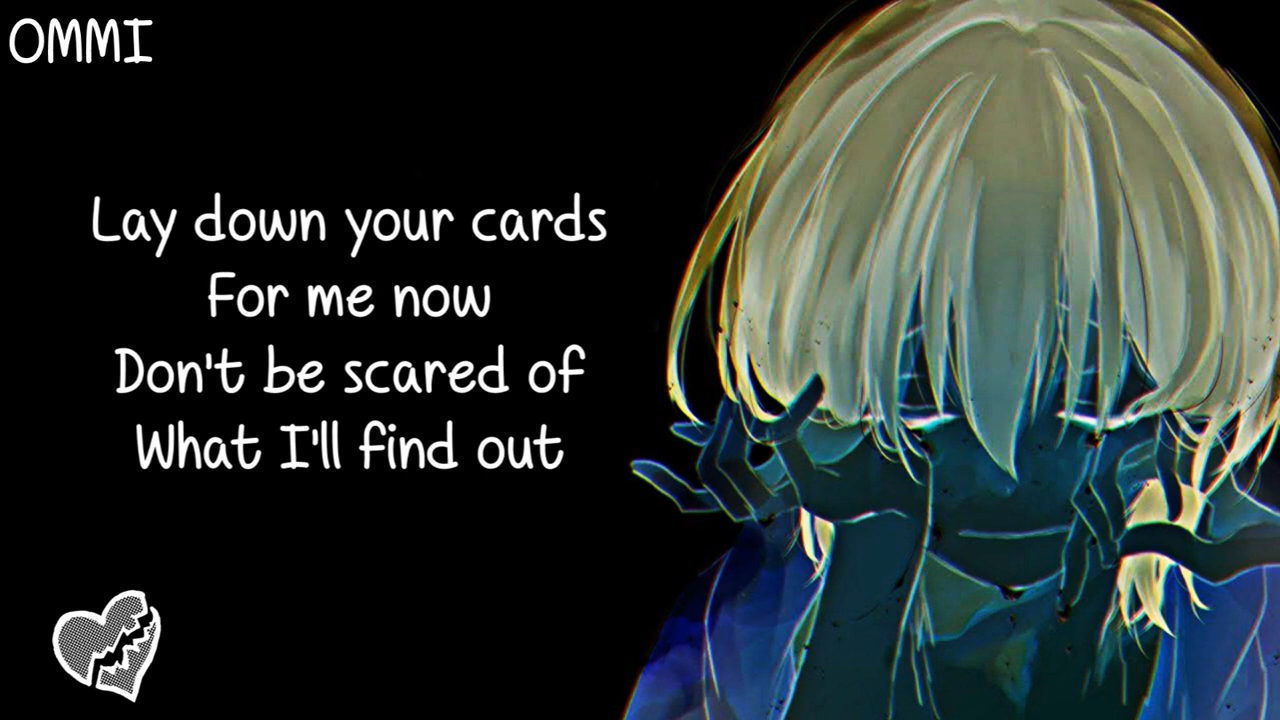 OMMI
Lay down your cards
For me now
Don't be scared of
What I'll find out